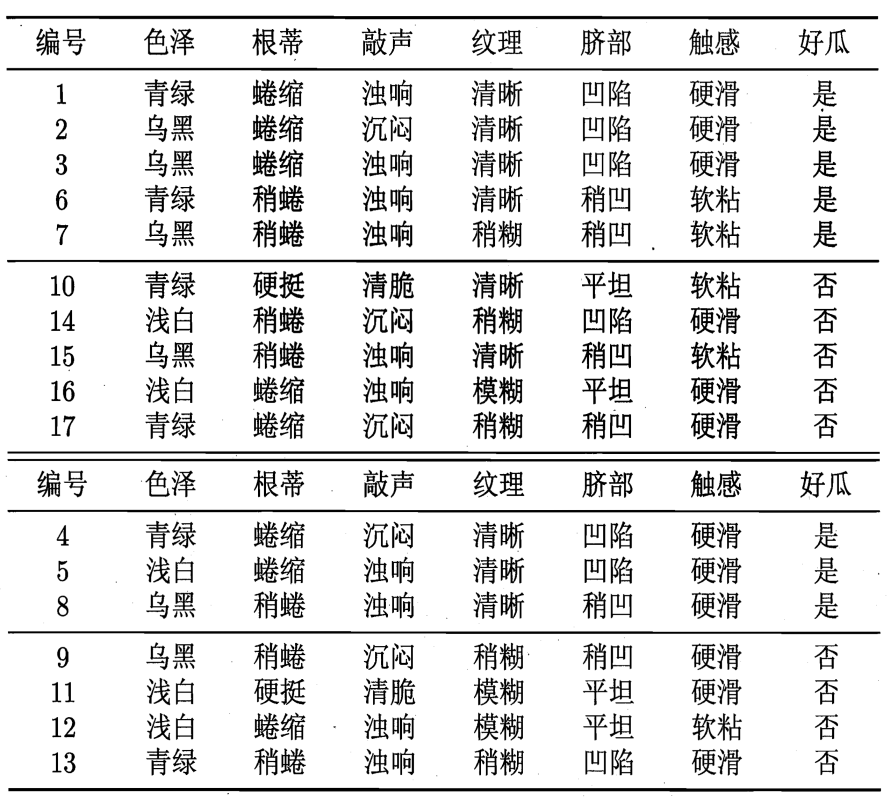 编号 色泽 根蒂 敲声 纹理 脐部 触感 好瓜
1 青绿 蜷缩 浊响 清晰 凹陷 硬滑 是
2 乌黑 蜷缩 沉闷 清晰 凹陷 硬滑 是
3 乌黑 蜷缩 浊响 清晰 凹陷 硬滑 是
6 青绿 稍蜷 浊响 清晰 稍凹 软粘 是
7 乌黑 稍蜷 浊响 稍糊 稍凹 软粘 是
10 青绿 硬挺 清脆 清晰 平坦 软粘 否
14 浅白 稍蜷 沉闷 稍糊 凹陷 硬滑 否
15 乌黑 稍蜷 浊响 清晰 稍凹 软粘 否
16 浅白 蜷缩 浊响 模糊 平坦 硬滑 否
17 青绿 蜷缩 沉闷 稍糊 稍凹 硬滑 否
编号 色泽 根蒂 敲声 纹理 脐部 触感 好瓜
4 青绿 蜷缩 沉闷 清晰 凹陷 硬滑 是
5 浅白 蜷缩 浊响 清晰 凹陷 硬滑 是
8 乌黑 稍蜷 浊响 清晰 稍凹 硬滑 是
9 乌黑 稍蜷 沉闷 稍糊 稍凹 硬滑 否
11 浅白 硬挺 清脆 模糊 平坦 硬滑 否
12 浅白 蜷缩 浊响 模糊 平坦 软粘 否
13 青绿 稍蜷 浊响 稍糊 凹陷 硬滑 否